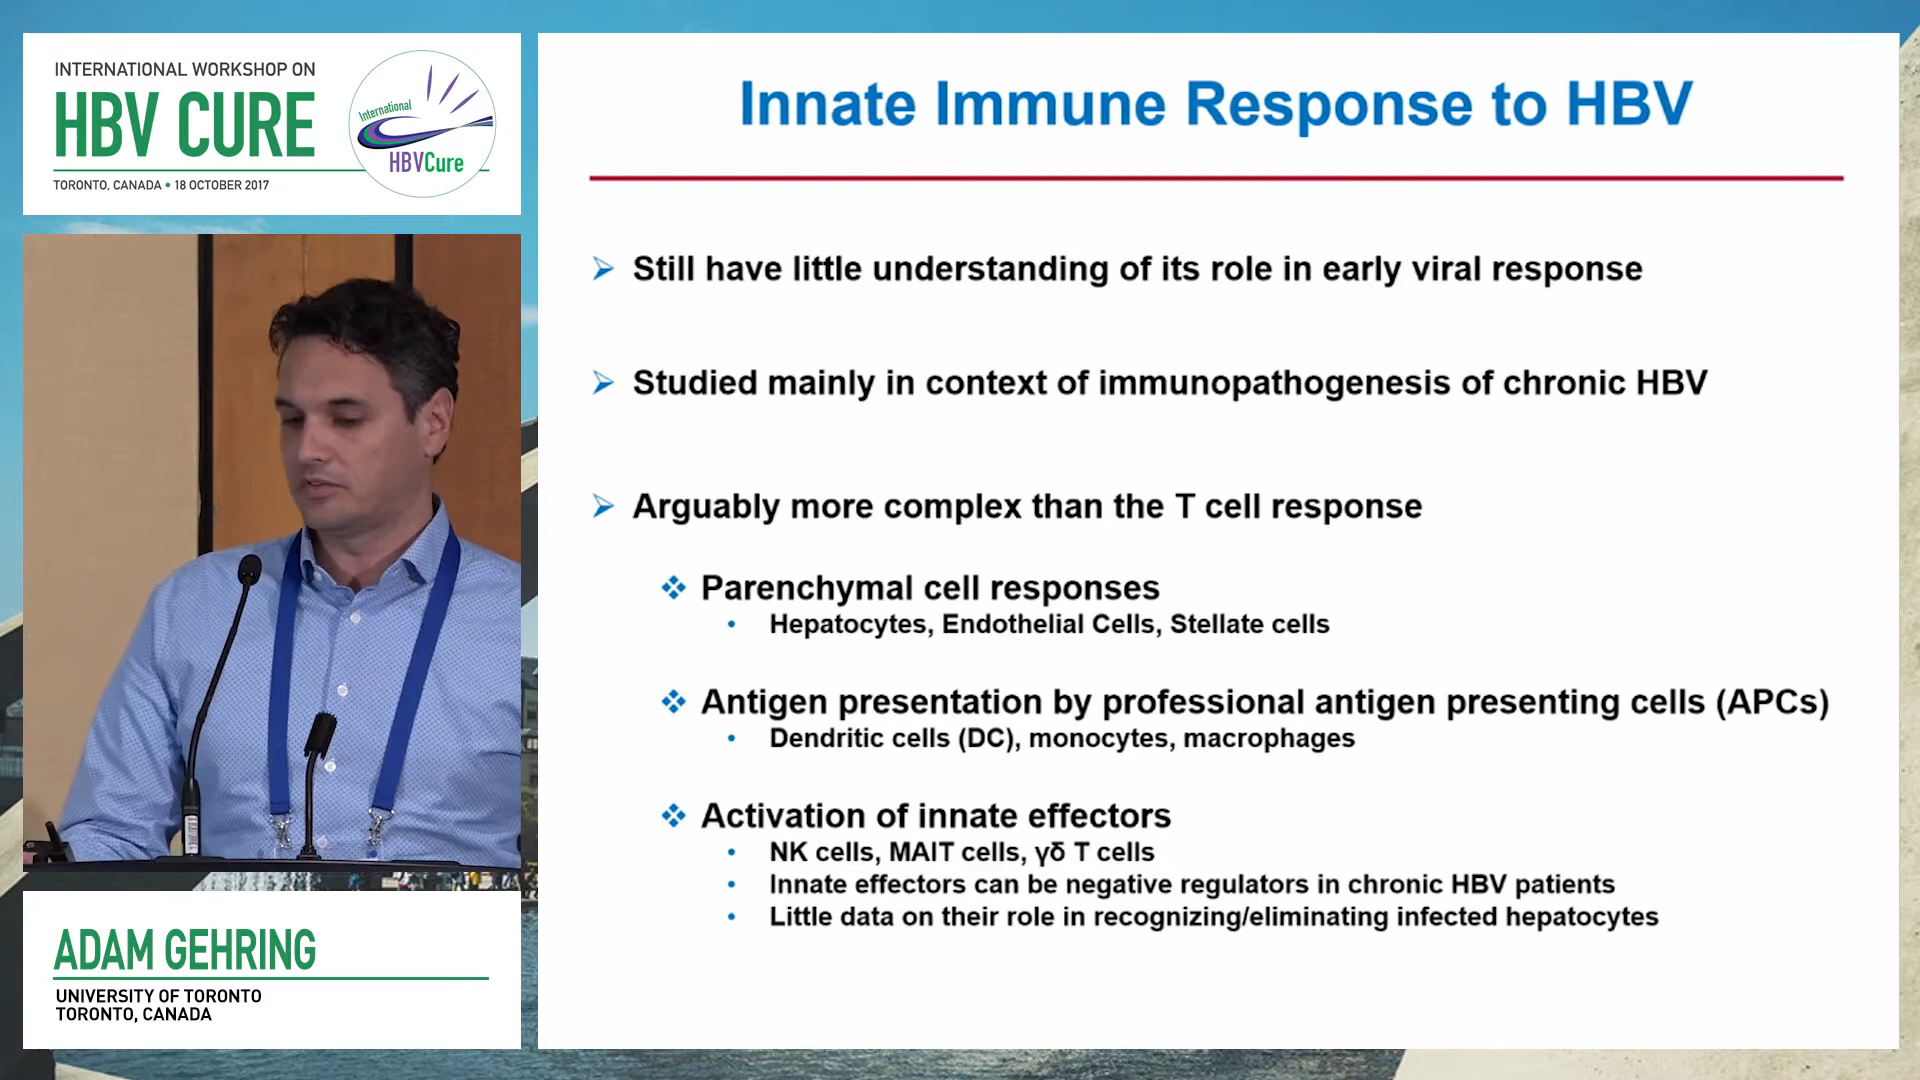 INTERNATIONAL WORKSHOP ON
HBV CURE
TORONTO, CANADA • 18 OCTOBER 2017
International
HBVCure
ADAM GEHRING
UNIVERSITY OF TORONTO
TORONTO, CANADA
Innate Immune Response to HBV
Still have little understanding of its role in early viral response
Studied mainly in context of immunopathogenesis of chronic HBV
Arguably more complex than the T cell response
Parenchymal cell responses
• Hepatocytes, Endothelial Cells, Stellate cells
Antigen presentation by professional antigen presenting cells (APCs)
• Dendritic cells (DC), monocytes, macrophages
Activation of innate effectors
• NK cells, MAIT cells, γδ T cells
• Innate effectors can be negative regulators in chronic HBV patients
• Little data on their role in recognizing/eliminating infected hepatocytes